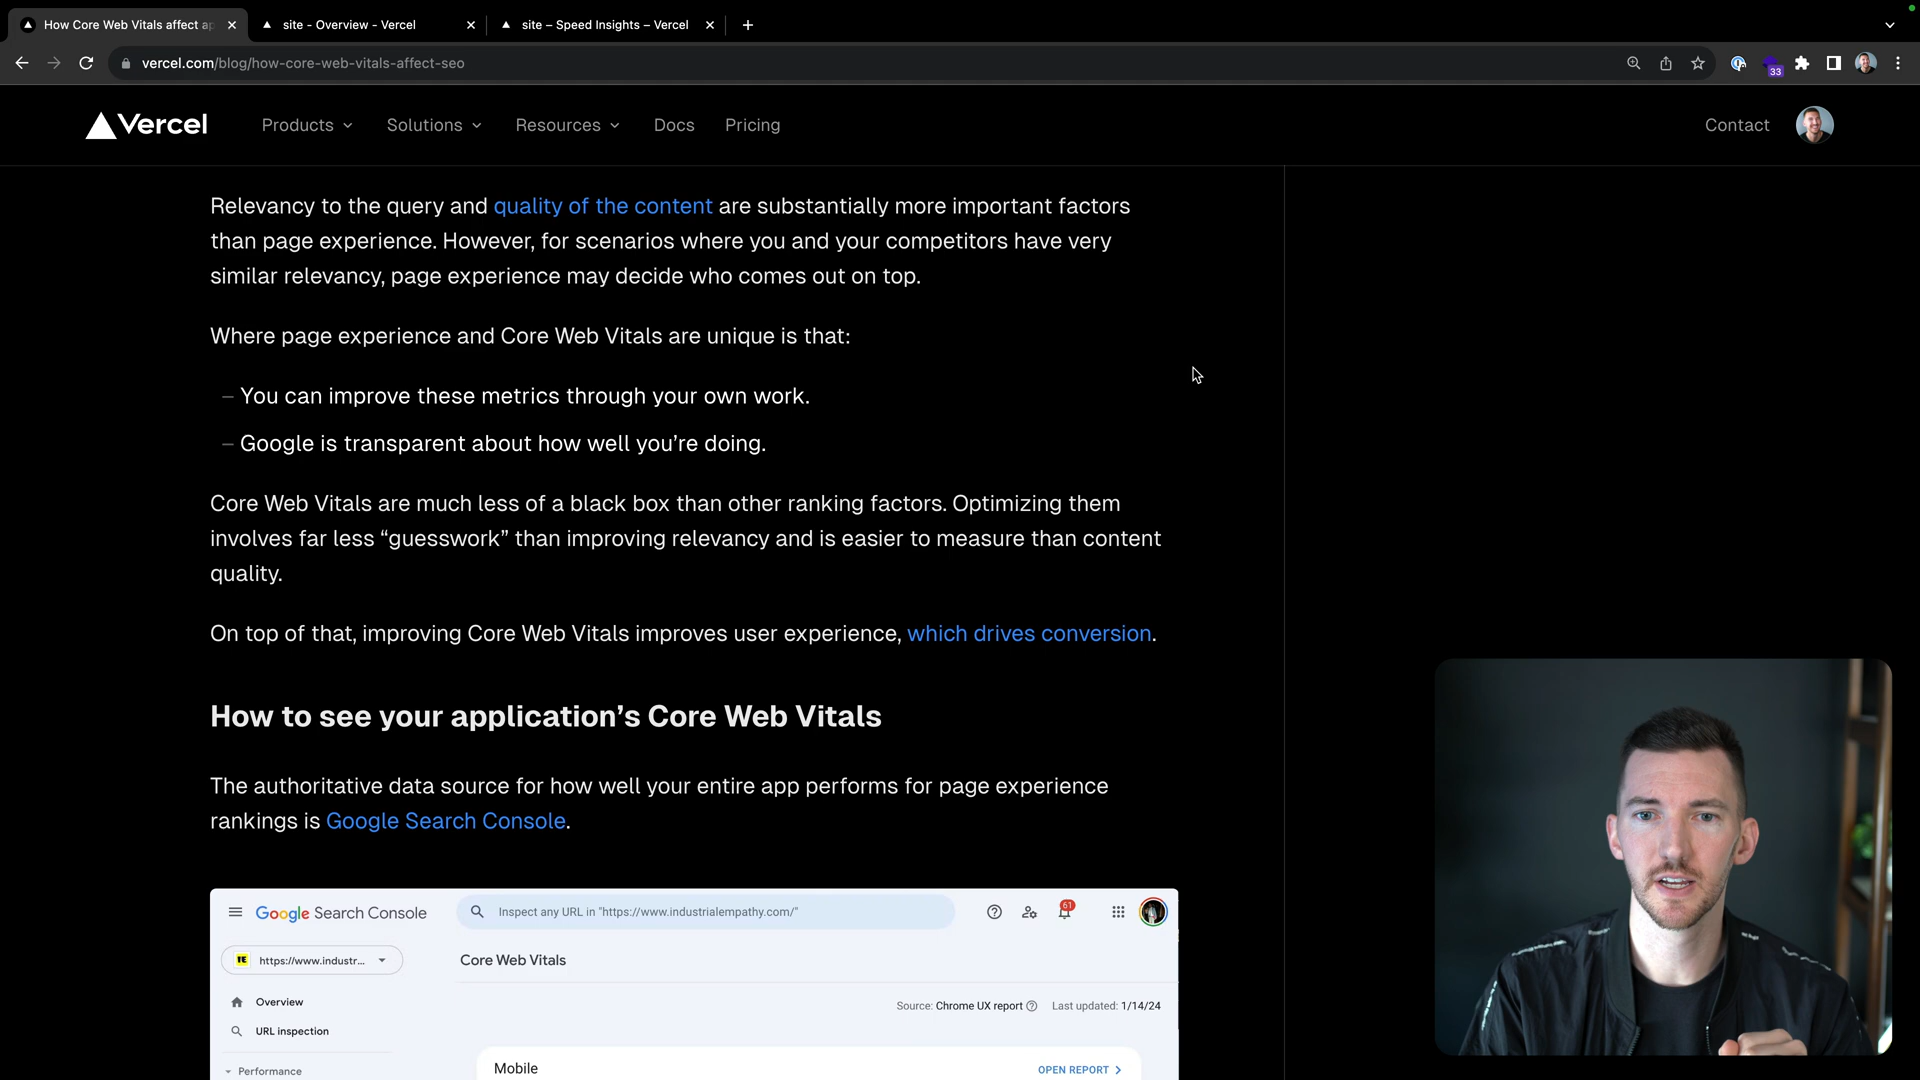 How Core Web Vitals affect ap
site - Overview - Vercel
site – Speed Insights – Vercel
vercel.com/blog/how-core-web-vitals-affect-seo
33
Vercel
Products
Solutions
Resources
Docs
Pricing
Contact
Relevancy to the query and quality of the content are substantially more important factors
than page experience. However, for scenarios where you and your competitors have very
similar relevancy, page experience may decide who comes out on top.
Where page experience and Core Web Vitals are unique is that:
– You can improve these metrics through your own work.
– Google is transparent about how well you’re doing.
Core Web Vitals are much less of a black box than other ranking factors. Optimizing them
involves far less “guesswork” than improving relevancy and is easier to measure than content
quality.
On top of that, improving Core Web Vitals improves user experience, which drives conversion.
How to see your application’s Core Web Vitals
The authoritative data source for how well your entire app performs for page experience
rankings is Google Search Console.
Google Search Console
Inspect any URL in "https://www.industrialempathy.com/"
61
IE
https://www.industr...
Core Web Vitals
Overview
Source: Chrome UX report
Last updated: 1/14/24
URL inspection
Mobile
OPEN REPORT
Performance